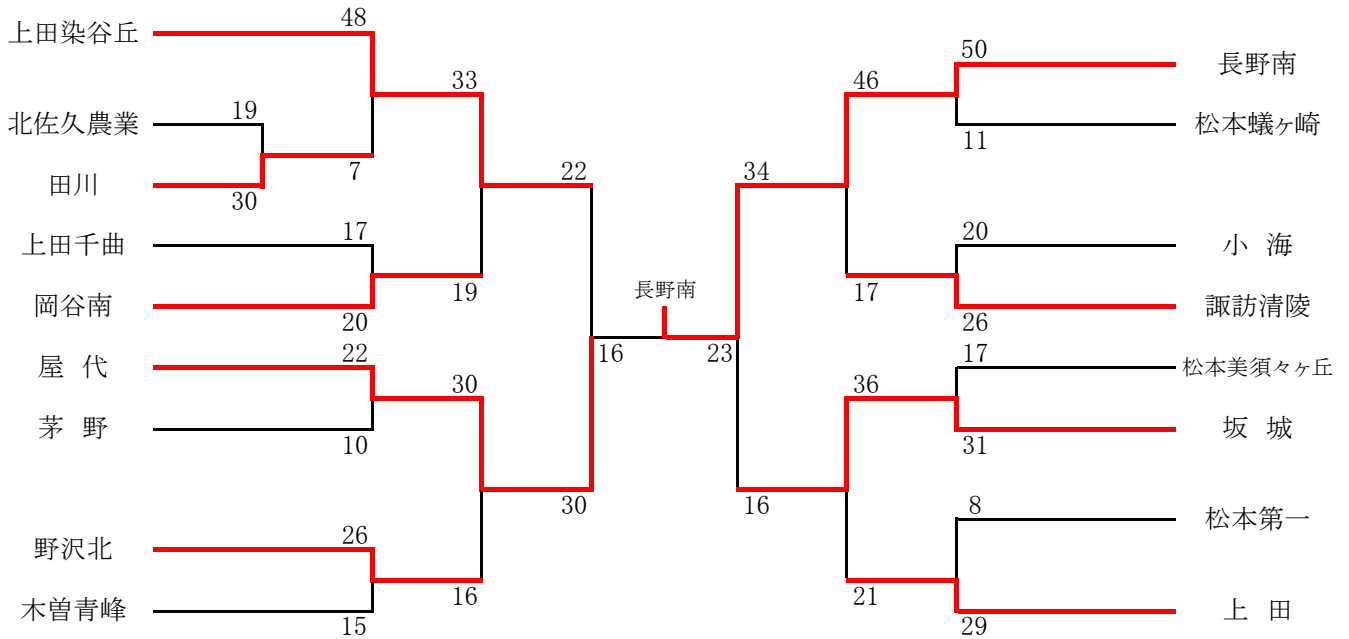 上田染谷丘
48
33
北佐久農業
19
7
田川
30
22
上田千曲
17
19
岡谷南
20
屋 代
22
30
茅 野
10
30
野沢北
26
16
木曽青峰
15
長野南
16
23
50
長野南
46
松本蟻ヶ崎
11
34
20
小 海
17
諏訪清陵
26
17
松本美須々ヶ丘
36
坂 城
31
16
8
松本第一
21
上 田
29